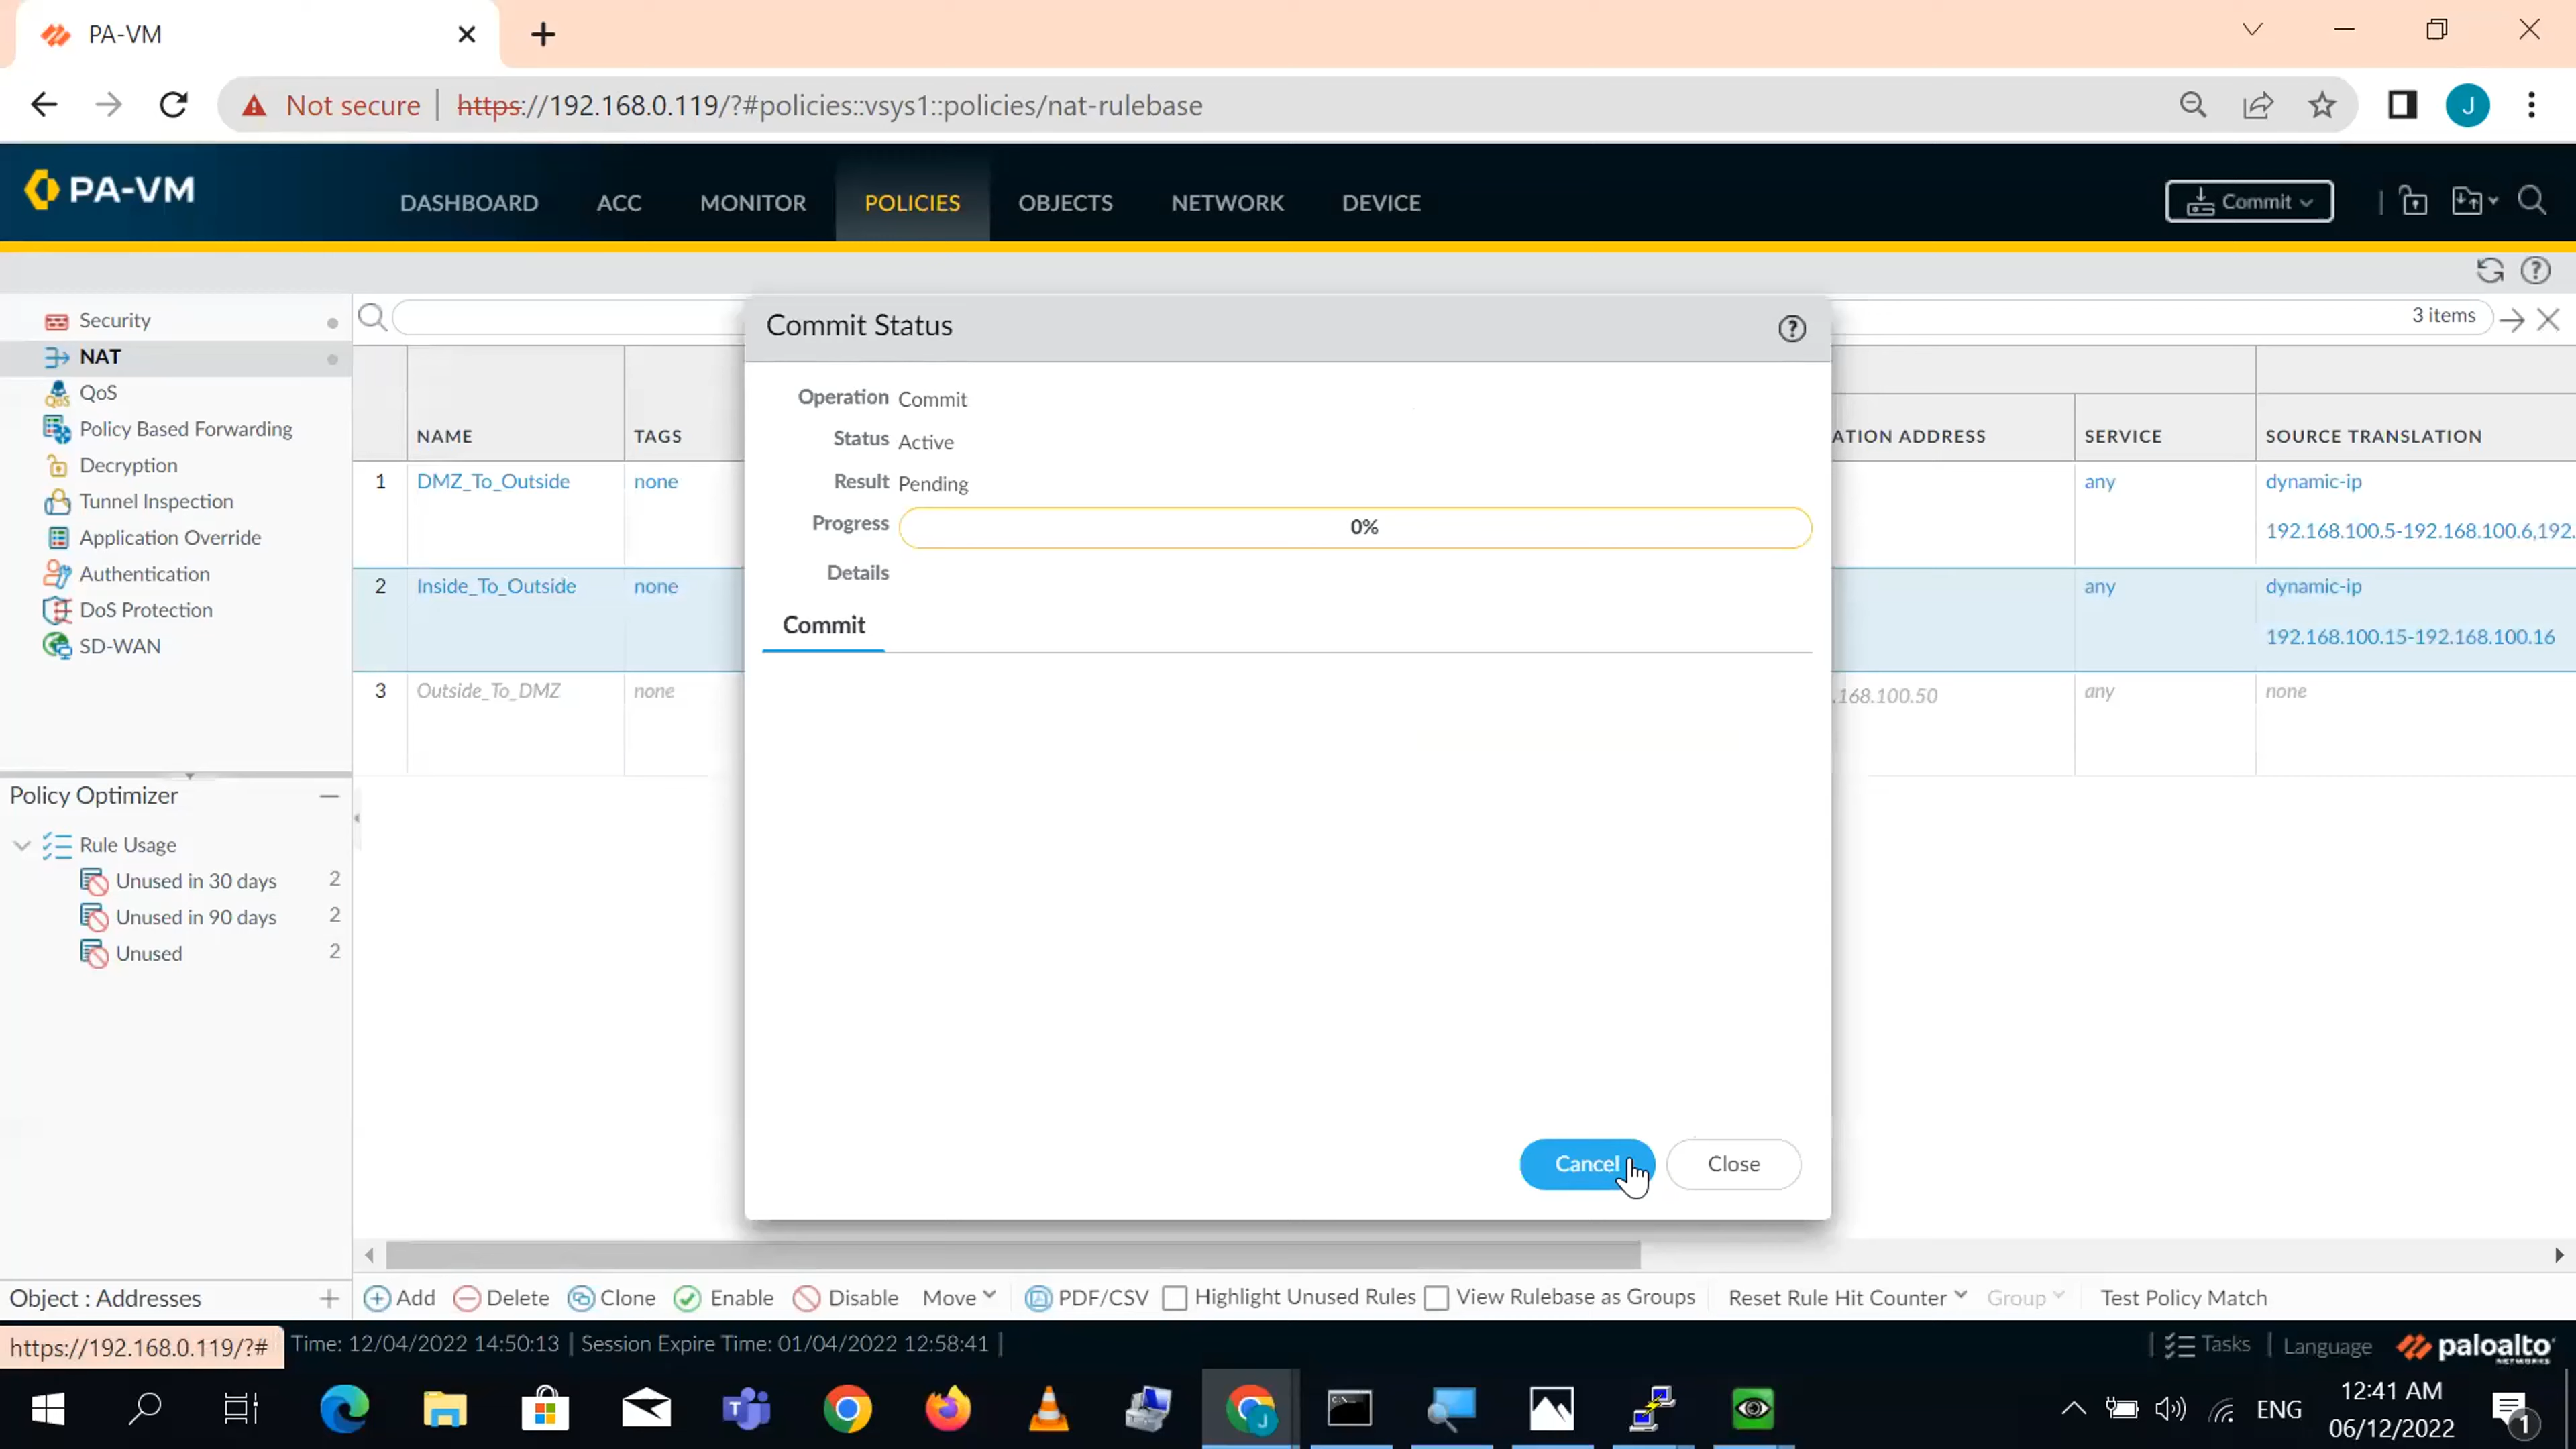 PA-VM
Not secure | https://192.168.0.119/?#policies::vsys1::policies/nat-rulebase
J
PA-VM
DASHBOARD ACC MONITOR POLICIES OBJECTS NETWORK DEVICE
Commit
Security
NAT
QoS
Policy Based Forwarding
Decryption
Tunnel Inspection
Application Override
Authentication
DoS Protection
SD-WAN
Policy Optimizer
Rule Usage
Unused in 30 days 2
Unused in 90 days 2
Unused 2
Object : Addresses
3 items
NAME TAGS ATION ADDRESS SERVICE SOURCE TRANSLATION
1 DMZ_To_Outside none any dynamic-ip
192.168.100.5-192.168.100.6,192.
2 Inside_To_Outside none any dynamic-ip
192.168.100.15-192.168.100.16
3 Outside_To_DMZ none .168.100.50 any none
Commit Status
Operation Commit
Status Active
Result Pending
Progress 0%
Details
Commit
Cancel Close
Add Delete Clone Enable Disable Move PDF/CSV Highlight Unused Rules View Rulebase as Groups Reset Rule Hit Counter Group Test Policy Match
https://192.168.0.119/?# Time: 12/04/2022 14:50:13 | Session Expire Time: 01/04/2022 12:58:41 | Tasks | Language paloalto
NETWORKS
ENG
12:41 AM
06/12/2022
1